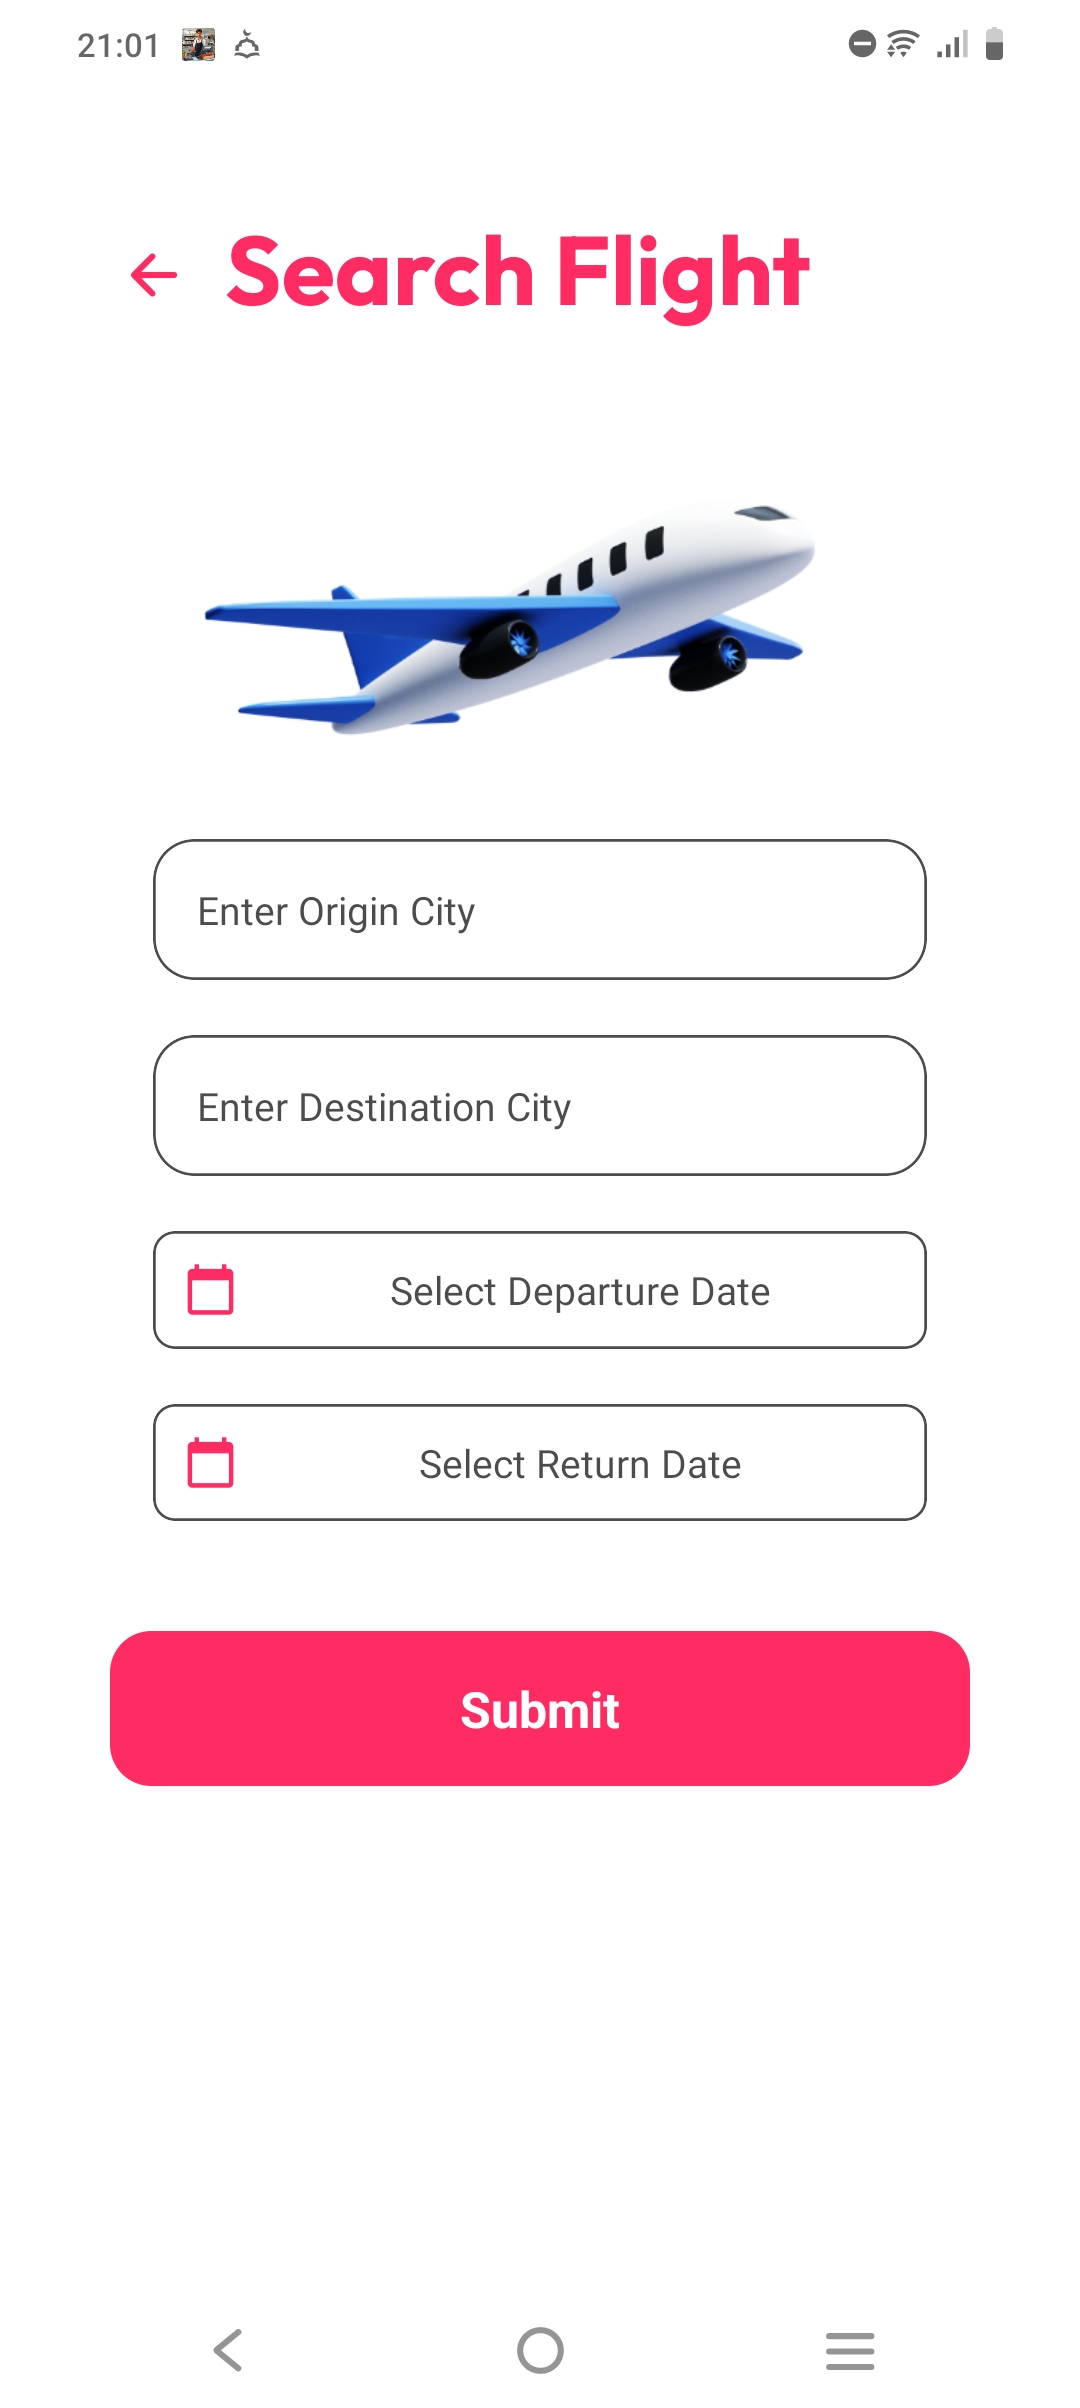 21:01
Search Flight
Enter Origin City
Enter Destination City
Select Departure Date
Select Return Date
Submit